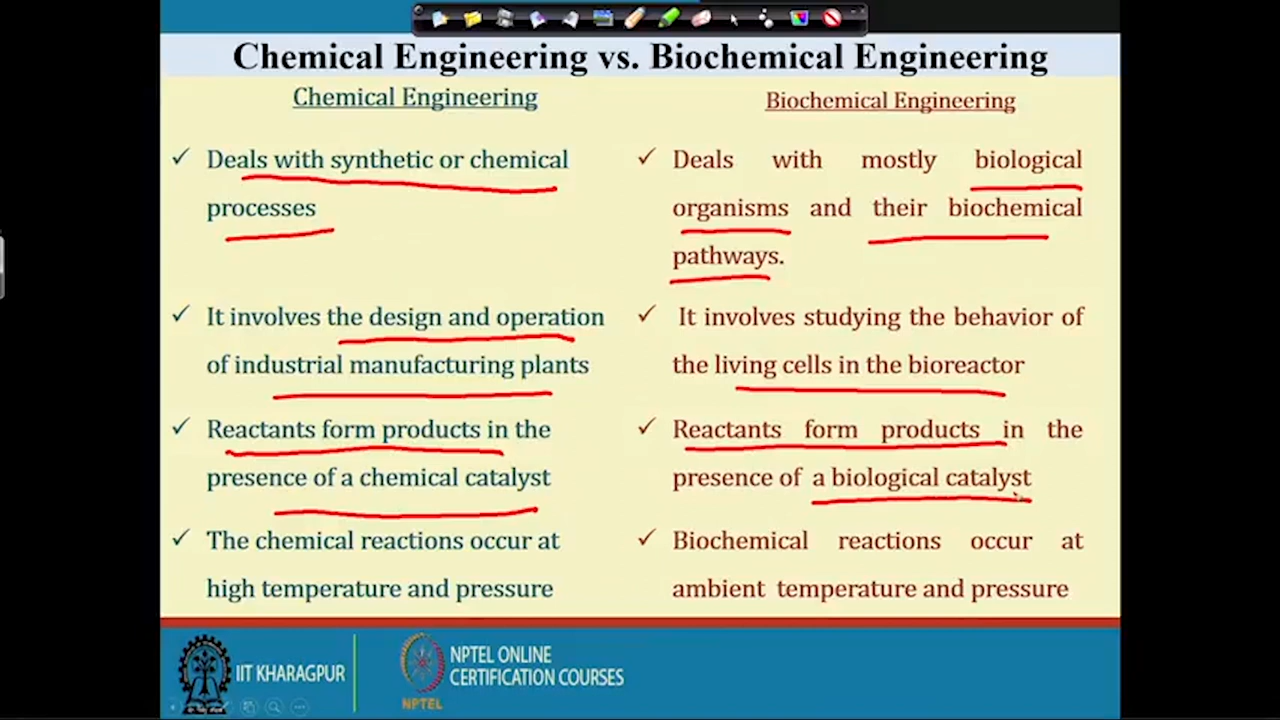 Chemical Engineering vs. Biochemical Engineering
Chemical Engineering
✓ Deals with synthetic or chemical
processes
✓ It involves the design and operation
of industrial manufacturing plants
✓ Reactants form products in the
presence of a chemical catalyst
✓ The chemical reactions occur at
high temperature and pressure
Biochemical Engineering
✓ Deals with mostly biological
organisms and their biochemical
pathways.
✓ It involves studying the behavior of
the living cells in the bioreactor
✓ Reactants form products in the
presence of a biological catalyst
✓ Biochemical reactions occur at
ambient temperature and pressure
IIT KHARAGPUR
NPTEL
NPTEL ONLINE
CERTIFICATION COURSES